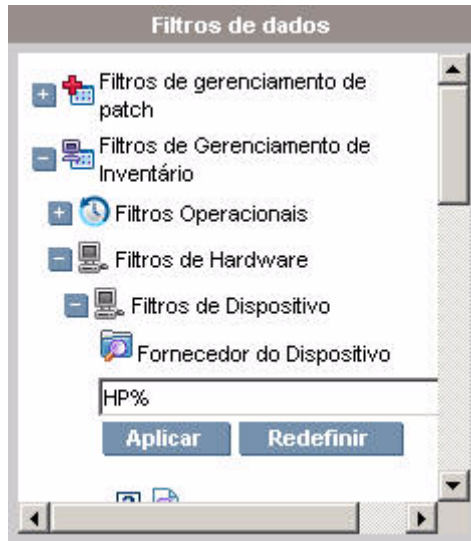 Filtros de dados
Filtros de gerenciamento de
patch
Filtros de Gerenciamento de
Inventário
Filtros Operacionais
Filtros de Hardware
Filtros de Dispositivo
Fornecedor do Dispositivo
HP%
Aplicar Redefinir